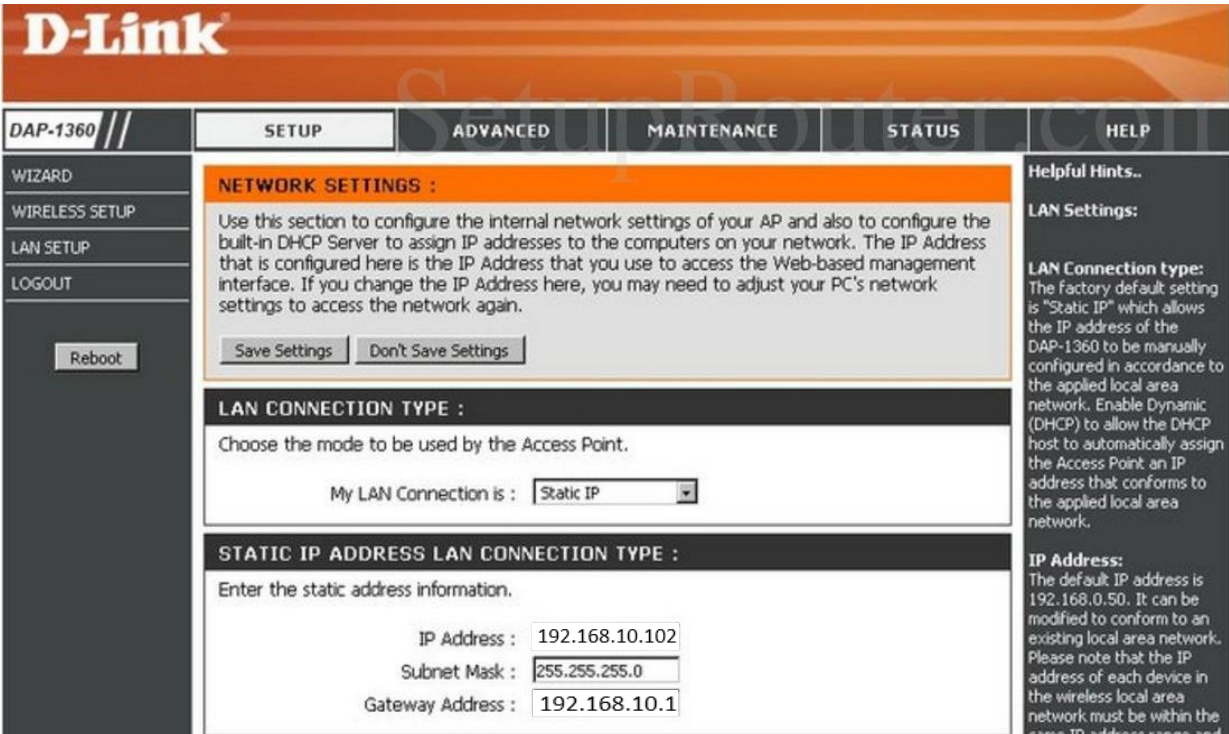 D-Link
SetupRouter.com
DAP-1360
SETUP
ADVANCED
MAINTENANCE
STATUS
HELP
WIZARD
WIRELESS SETUP
LAN SETUP
LOGOUT
Reboot
NETWORK SETTINGS :
Use this section to configure the internal network settings of your AP and also to configure the
built-in DHCP Server to assign IP addresses to the computers on your network. The IP Address
that is configured here is the IP Address that you use to access the Web-based management
interface. If you change the IP Address here, you may need to adjust your PC's network
settings to access the network again.
Save Settings Don't Save Settings
LAN CONNECTION TYPE :
Choose the mode to be used by the Access Point.
My LAN Connection is : Static IP
STATIC IP ADDRESS LAN CONNECTION TYPE :
Enter the static address information.
IP Address : 192.168.10.102
Subnet Mask : 255.255.255.0
Gateway Address : 192.168.10.1
Helpful Hints..
LAN Settings:
LAN Connection type:
The factory default setting
is "Static IP" which allows
the IP address of the
DAP-1360 to be manually
configured in accordance to
the applied local area
network. Enable Dynamic
(DHCP) to allow the DHCP
host to automatically assign
the Access Point an IP
address that conforms to
the applied local area
network.
IP Address:
The default IP address is
192.168.0.50. It can be
modified to conform to an
existing local area network.
Please note that the IP
address of each device in
the wireless local area
network must be within the
same IP address range and